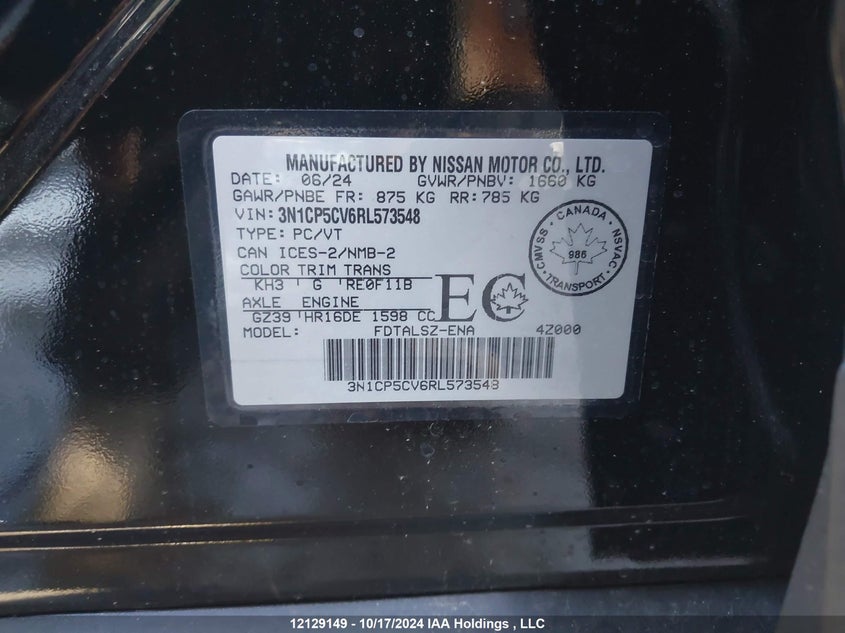 MANUFACTURED BY NISSAN MOTOR CO., LTD.
DATE: 06/24 GVWR/PNBV: 1660 KG
GAWR/PNBE FR: 875 KG RR: 785 KG
VIN: 3N1CP5CV6RL573548
TYPE: PC/VT
CAN ICES-2/NMB-2
COLOR TRIM TRANS
KH3 ' G 'RE0F11B
AXLE ENGINE
GZ39 'HR16DE 1598 CC
MODEL: FDTALSZ-ENA 4Z000
3N1CP5CV6RL573548
EC
CANADA
CMVSS NSVAC
986
TRANSPORT
12129149 - 10/17/2024 IAA Holdings , LLC